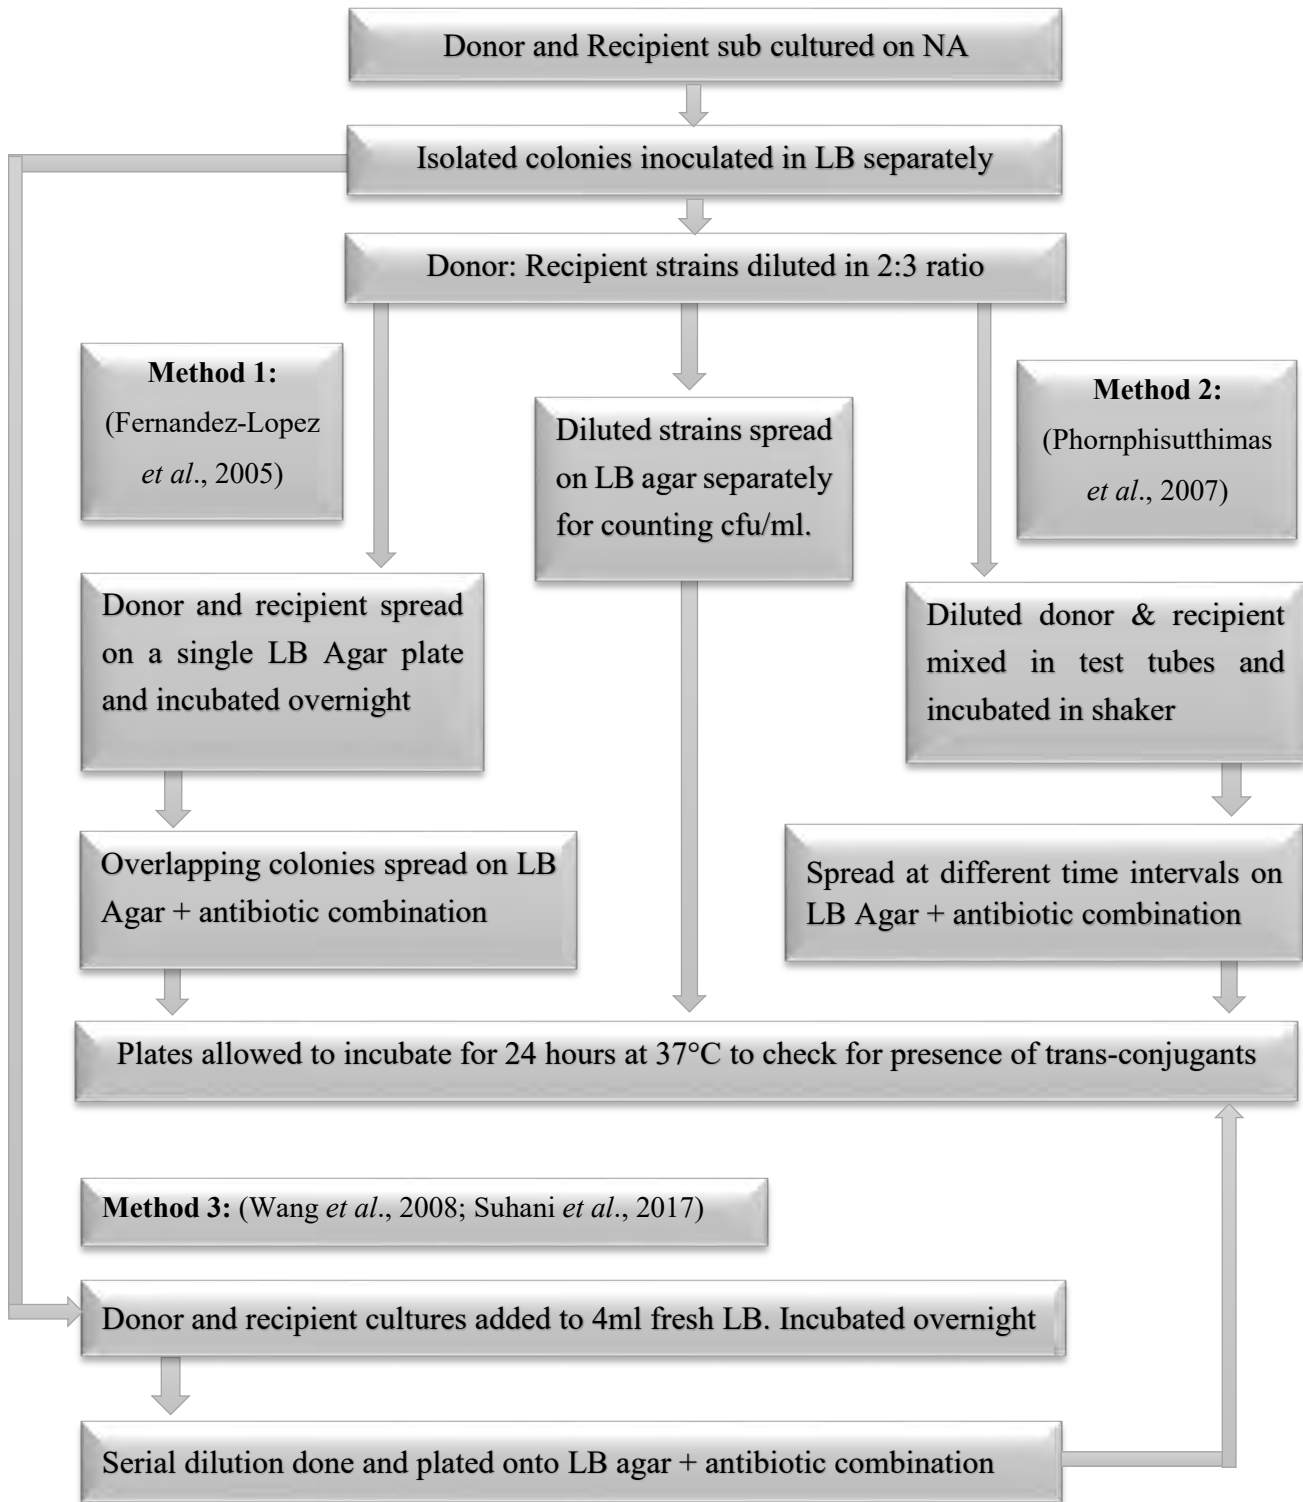 Donor and Recipient sub cultured on NA
Isolated colonies inoculated in LB separately
Donor: Recipient strains diluted in 2:3 ratio
Method 1:
(Fernandez-Lopez
et al., 2005)
Diluted strains spread
on LB agar separately
for counting cfu/ml.
Method 2:
(Phornphisutthimas
et al., 2007)
Donor and recipient spread
on a single LB Agar plate
and incubated overnight
Diluted donor & recipient
mixed in test tubes and
incubated in shaker
Overlapping colonies spread on LB
Agar + antibiotic combination
Spread at different time intervals on
LB Agar + antibiotic combination
Plates allowed to incubate for 24 hours at 37°C to check for presence of trans-conjugants
Method 3: (Wang et al., 2008; Suhani et al., 2017)
Donor and recipient cultures added to 4ml fresh LB. Incubated overnight
Serial dilution done and plated onto LB agar + antibiotic combination